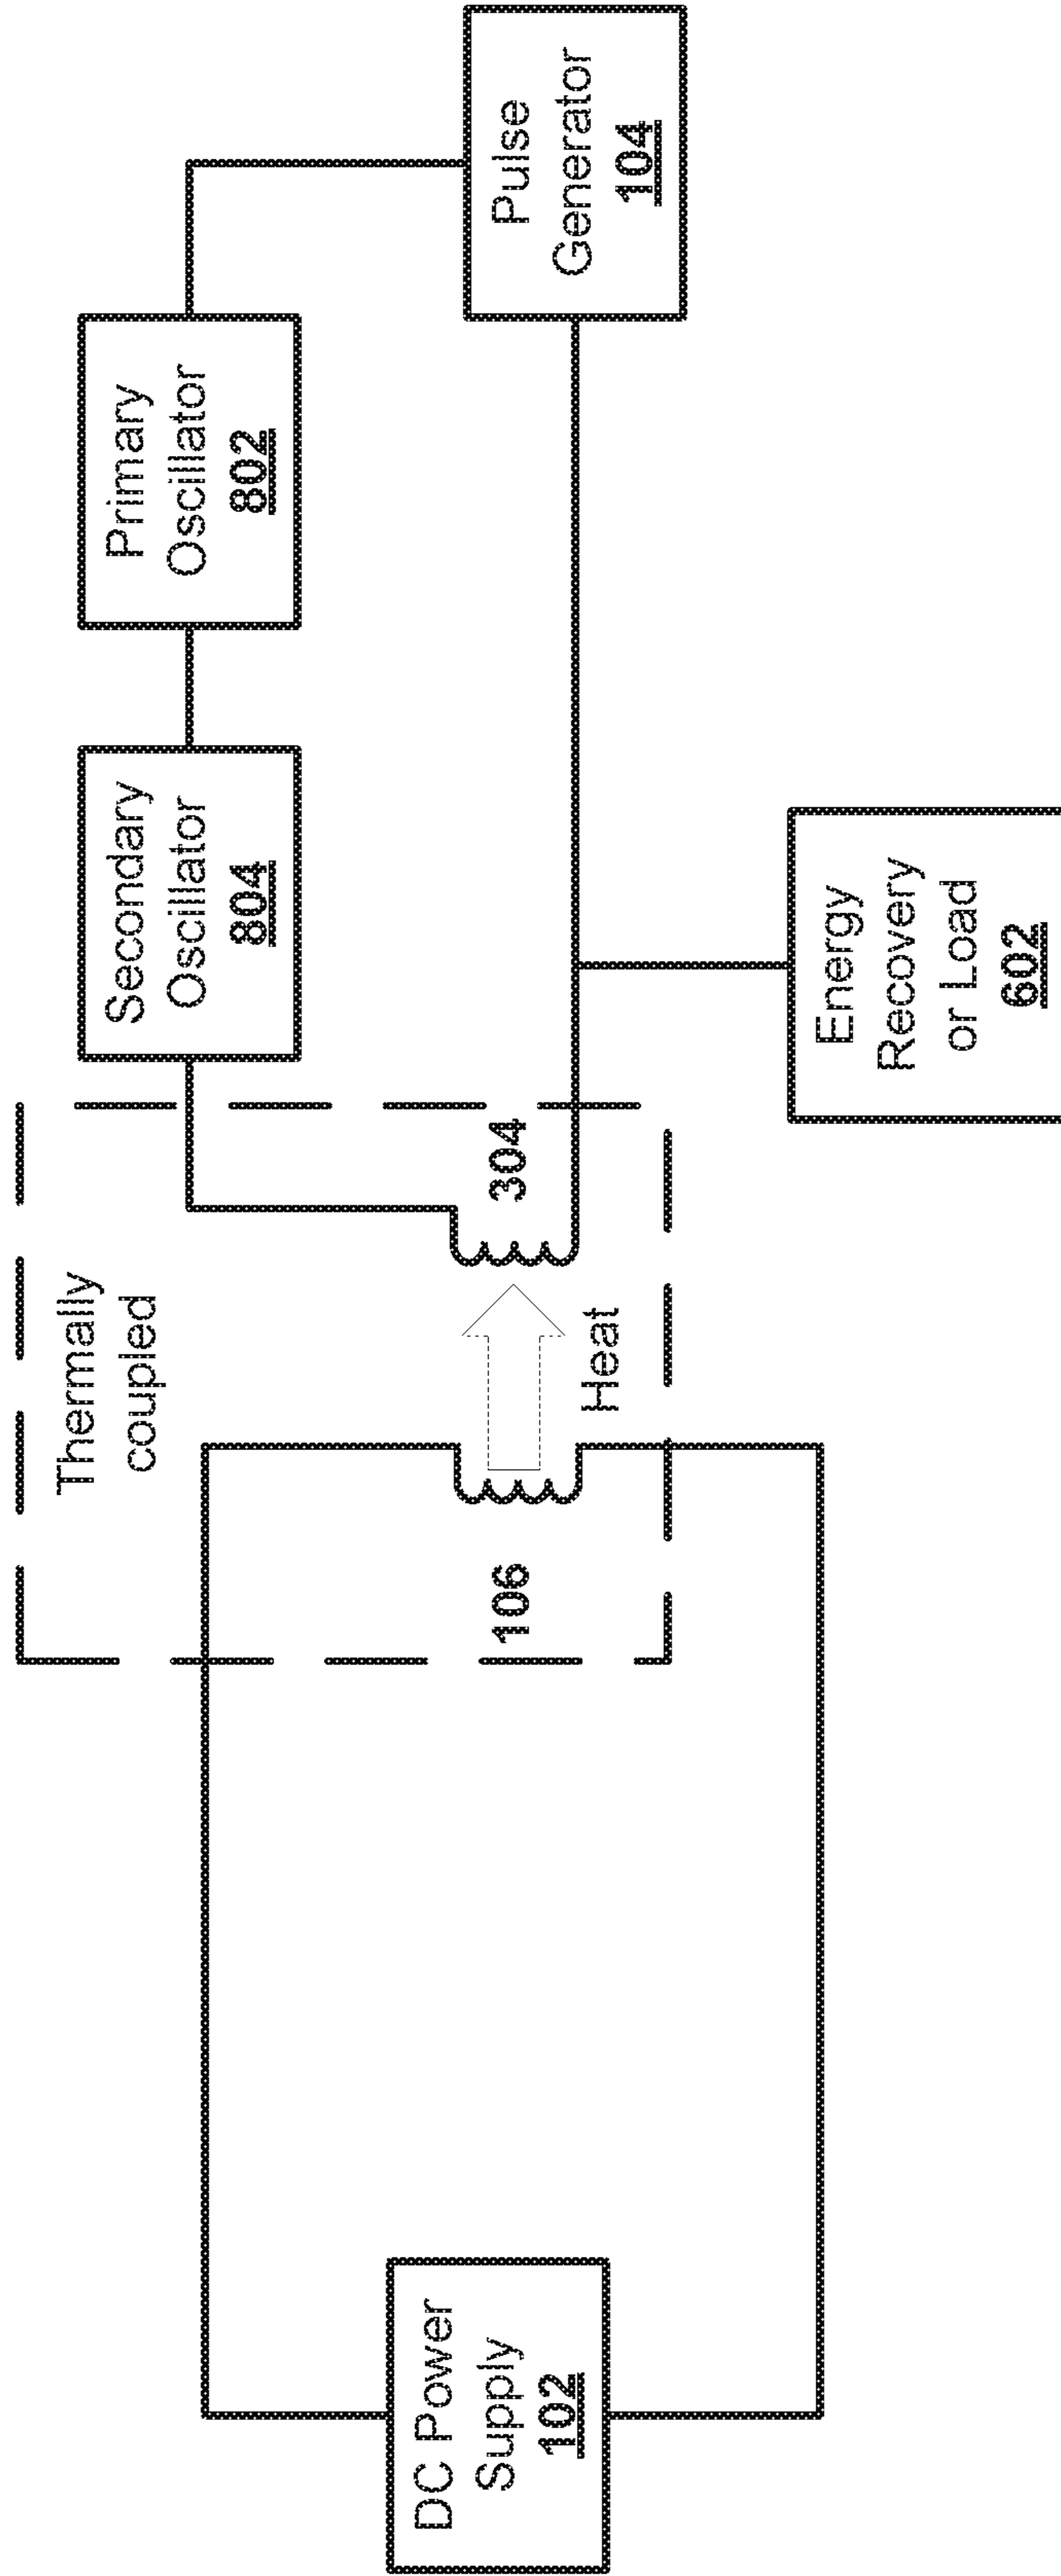 Thermally
coupled
Secondary
Oscillator
804
Primary
Oscillator
802
DC Power
Supply
102
106
304
Heat
Pulse
Generator
104
Energy
Recovery
or Load
602